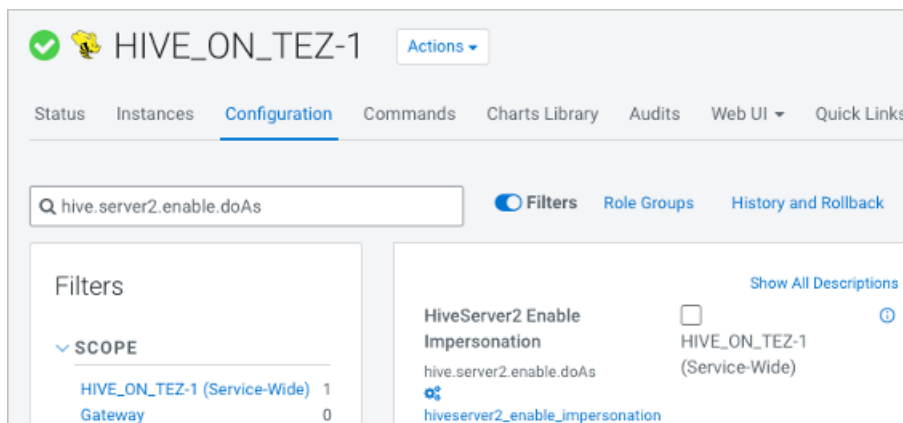 HIVE_ON_TEZ-1
Actions
Status Instances Configuration Commands Charts Library Audits Web UI Quick Links
hive.server2.enable.doAs
Filters Role Groups History and Rollback
Filters
SCOPE
HIVE_ON_TEZ-1 (Service-Wide) 1
Gateway 0
Show All Descriptions
HiveServer2 Enable
Impersonation
hive.server2.enable.doAs
hiveserver2_enable_impersonation
HIVE_ON_TEZ-1
(Service-Wide)